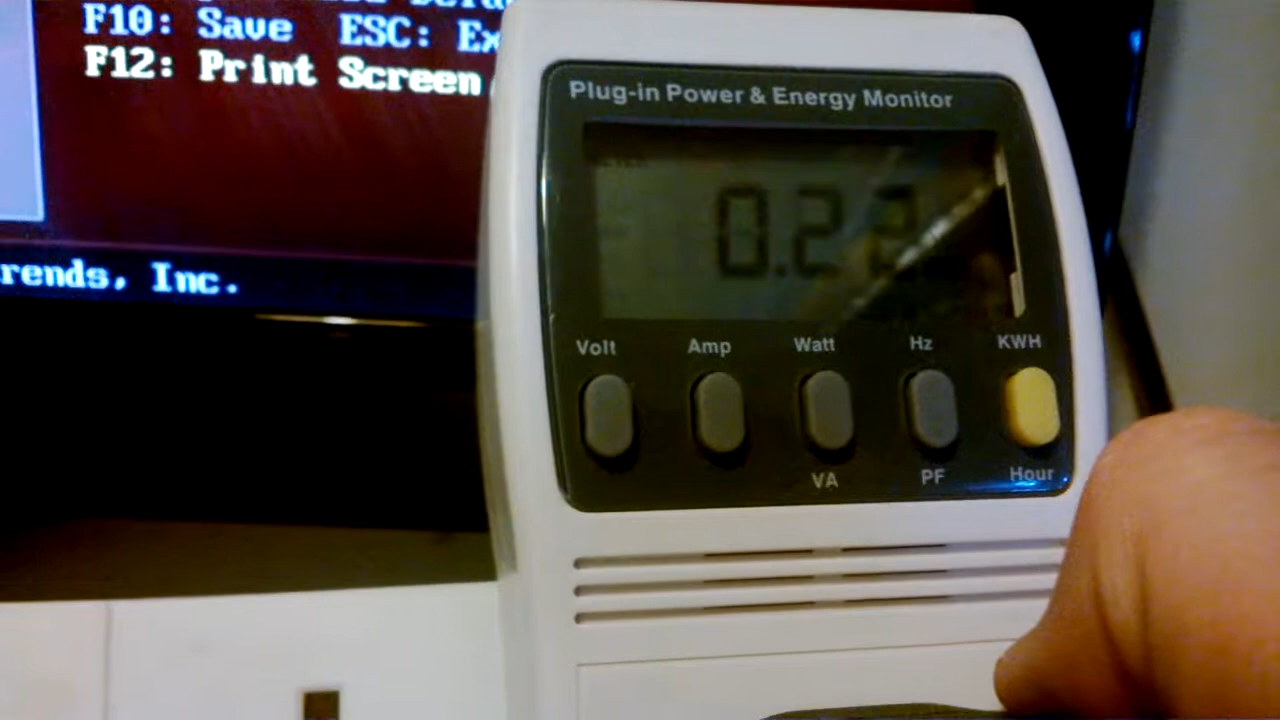 F10: Save ESC: Ex
F12: Print Screen
rends, Inc.
Plug-in Power & Energy Monitor
0.22
Volt Amp Watt Hz KWH
VA PF Hour